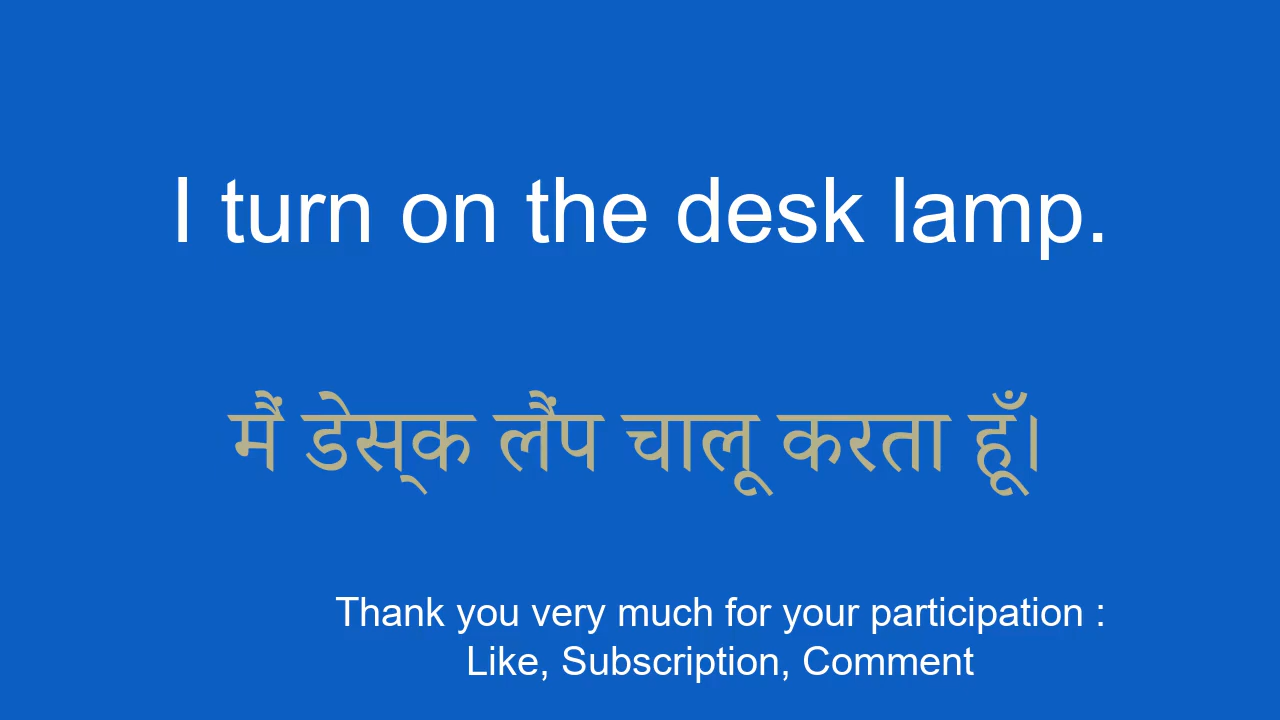 I turn on the desk lamp.
मैं डेस्क लैंप चालू करता हूँ।
Thank you very much for your participation :
Like, Subscription, Comment